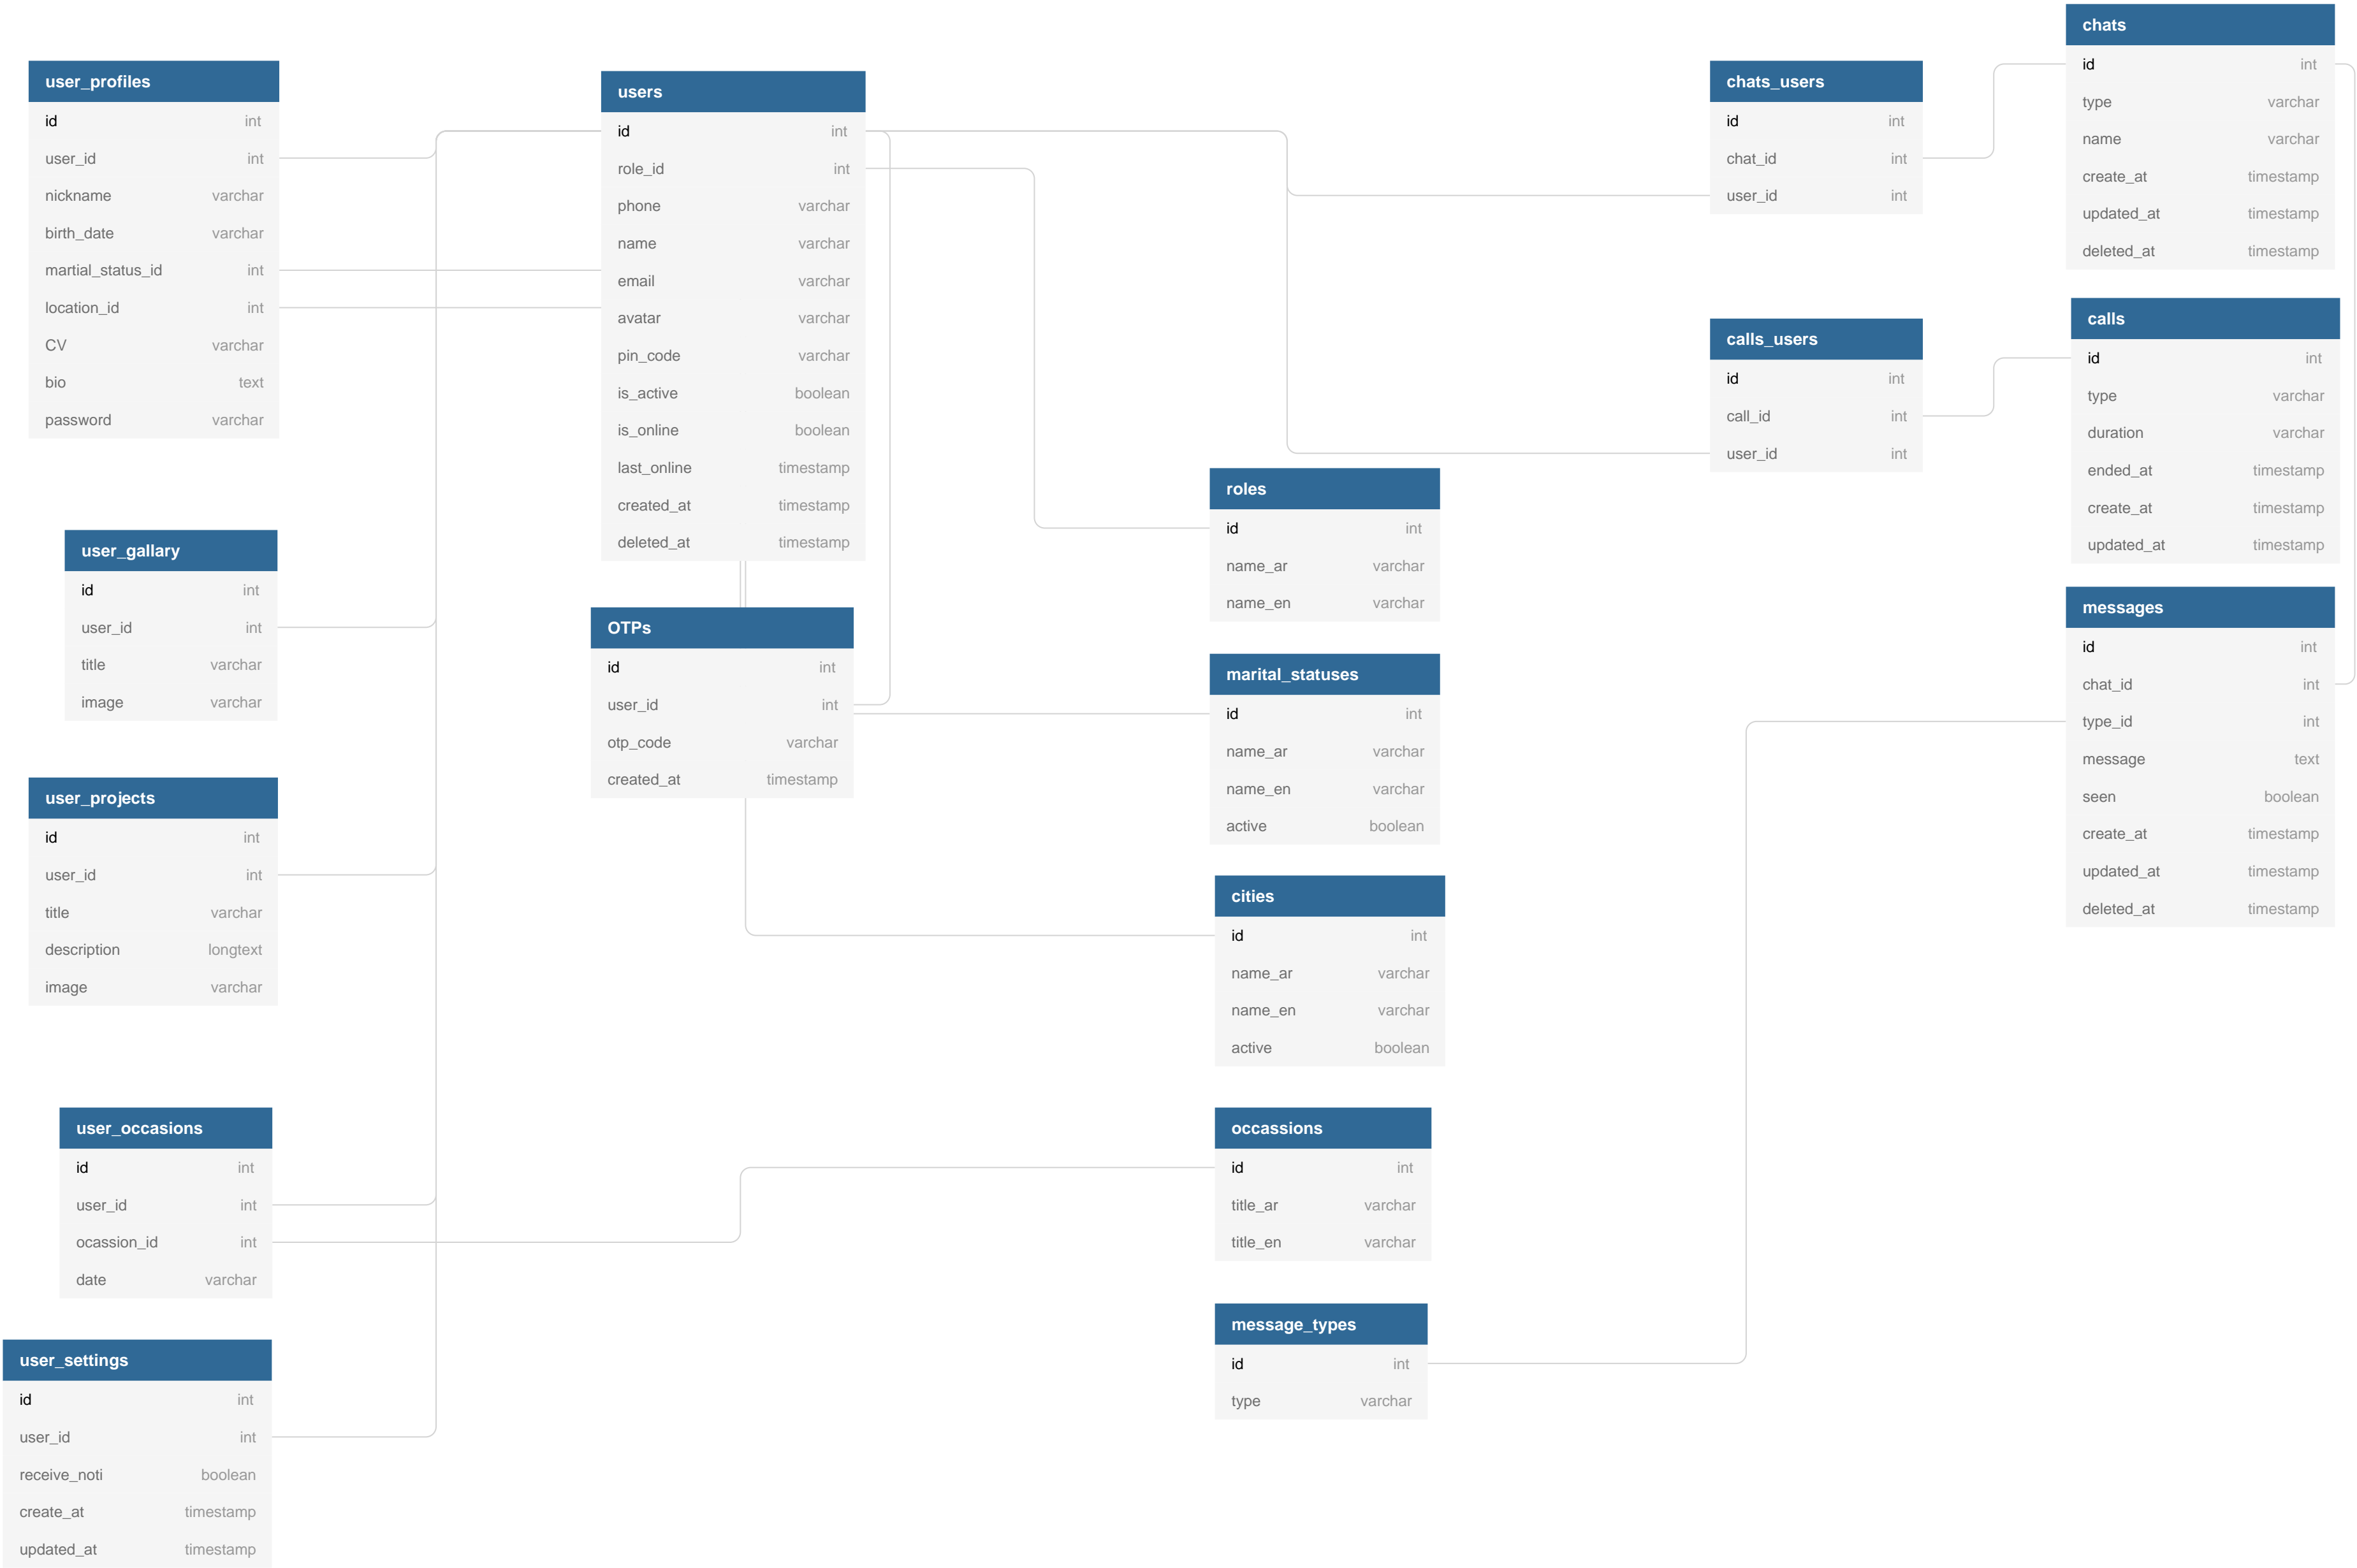 user_profiles
id int
user_id int
nickname varchar
birth_date varchar
martial_status_id int
location_id int
CV varchar
bio text
password varchar
user_gallary
id int
user_id int
title varchar
image varchar
user_projects
id int
user_id int
title varchar
description longtext
image varchar
user_occasions
id int
user_id int
ocassion_id int
date varchar
user_settings
id int
user_id int
receive_noti boolean
create_at timestamp
updated_at timestamp
users
id int
role_id int
phone varchar
name varchar
email varchar
avatar varchar
pin_code varchar
is_active boolean
is_online boolean
last_online timestamp
created_at timestamp
deleted_at timestamp
OTPs
id int
user_id int
otp_code varchar
created_at timestamp
roles
id int
name_ar varchar
name_en varchar
marital_statuses
id int
name_ar varchar
name_en varchar
active boolean
cities
id int
name_ar varchar
name_en varchar
active boolean
occassions
id int
title_ar varchar
title_en varchar
message_types
id int
type varchar
chats_users
id int
chat_id int
user_id int
calls_users
id int
call_id int
user_id int
chats
id int
type varchar
name varchar
create_at timestamp
updated_at timestamp
deleted_at timestamp
calls
id int
type varchar
duration varchar
ended_at timestamp
create_at timestamp
updated_at timestamp
messages
id int
chat_id int
type_id int
message text
seen boolean
create_at timestamp
updated_at timestamp
deleted_at timestamp